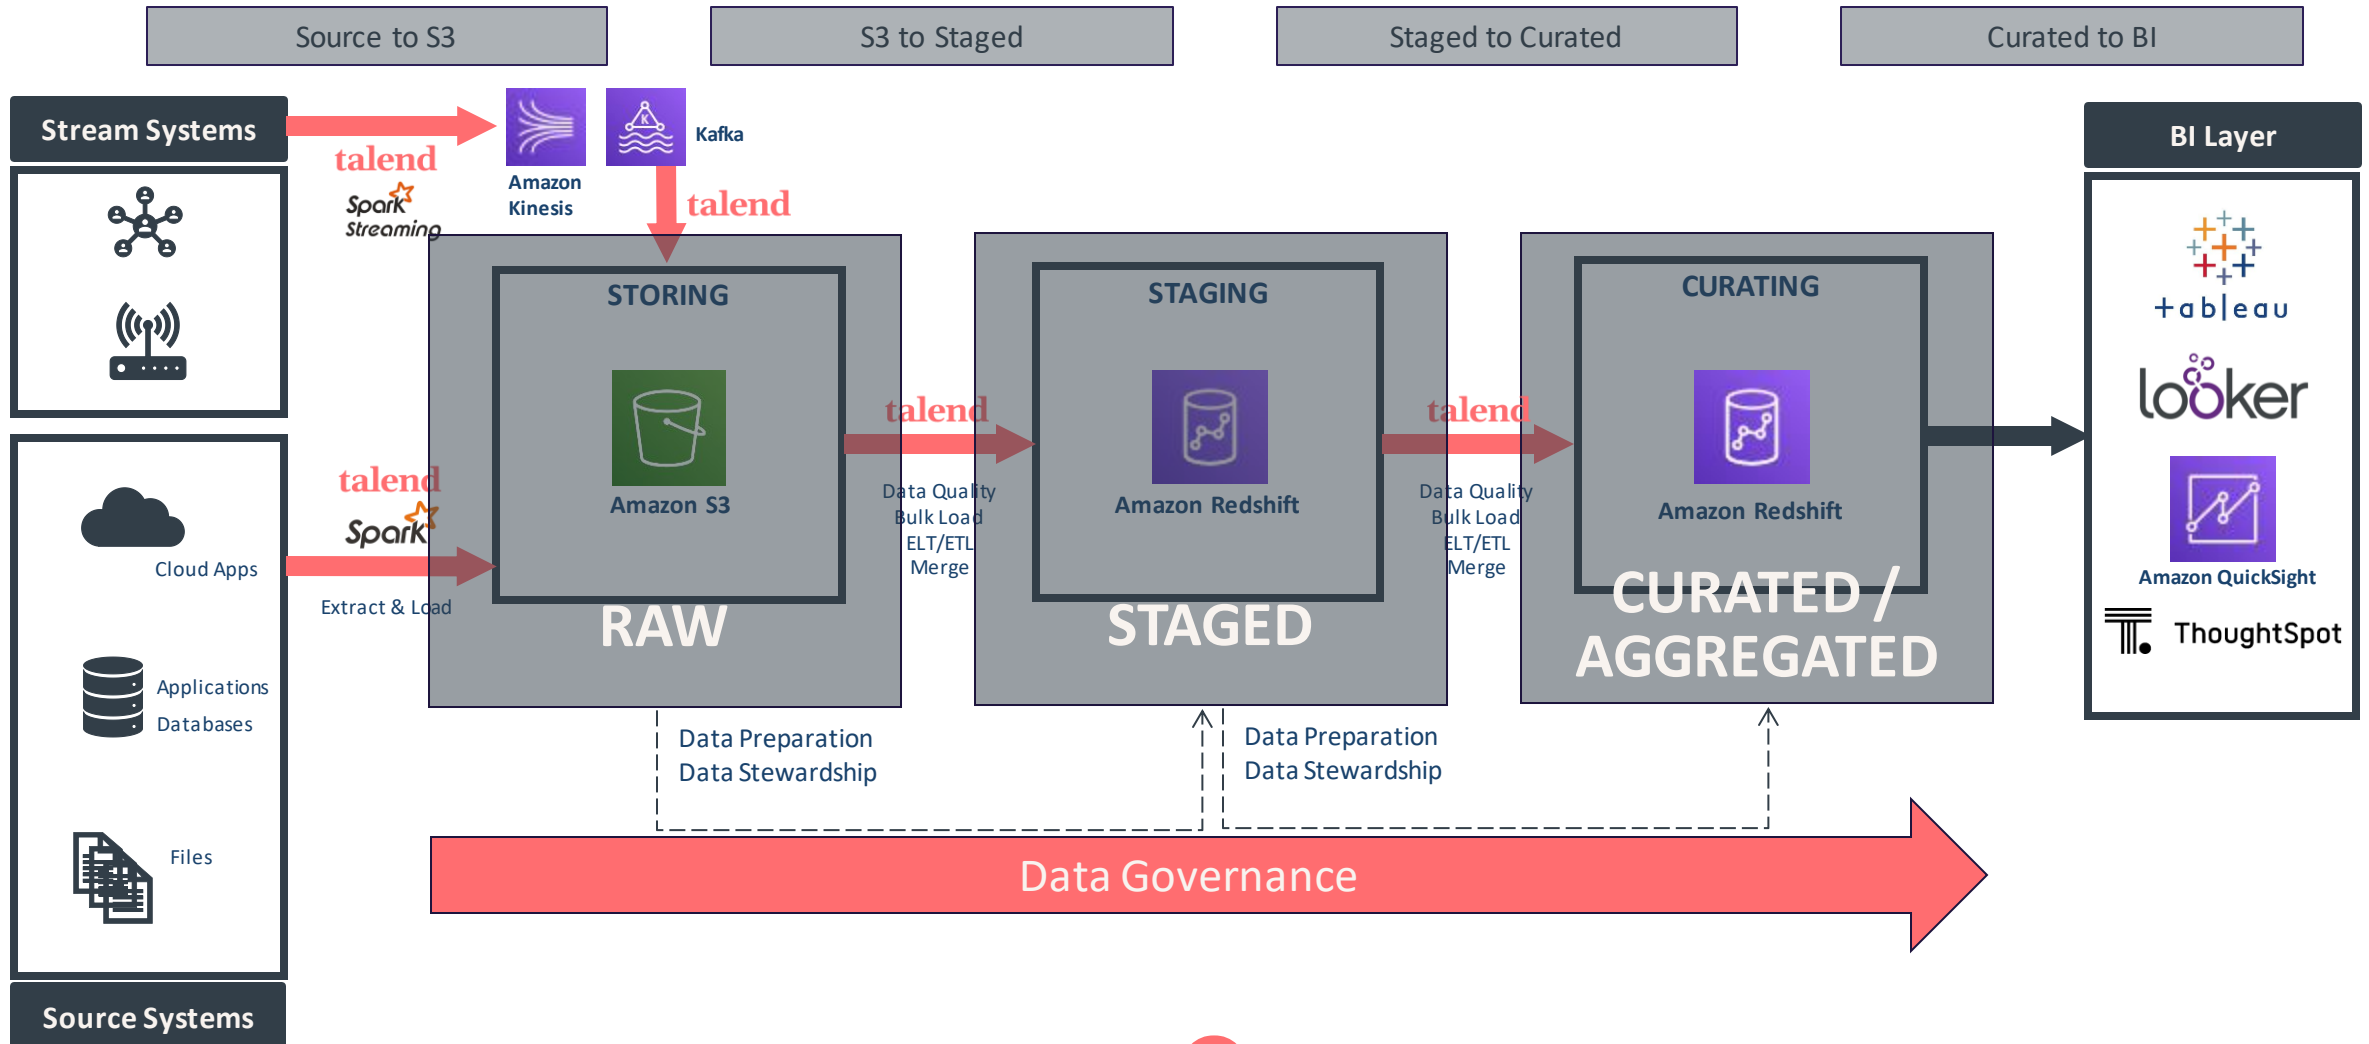 Source to S3
S3 to Staged
Staged to Curated
Curated to BI
Stream Systems
talend
Spark
Streaming
Amazon
Kinesis
K
Kafka
talend
BI Layer
STORING
Amazon S3
RAW
STAGING
Amazon Redshift
STAGED
CURATING
Amazon Redshift
CURATED /
AGGREGATED
talend
Spark
Extract & Load
talend
Data Quality
Bulk Load
ELT/ETL
Merge
talend
Data Quality
Bulk Load
ELT/ETL
Merge
Cloud Apps
Applications
Databases
Files
Source Systems
+ableau
looker
Amazon QuickSight
T.
ThoughtSpot
Data Preparation
Data Stewardship
Data Preparation
Data Stewardship
Data Governance